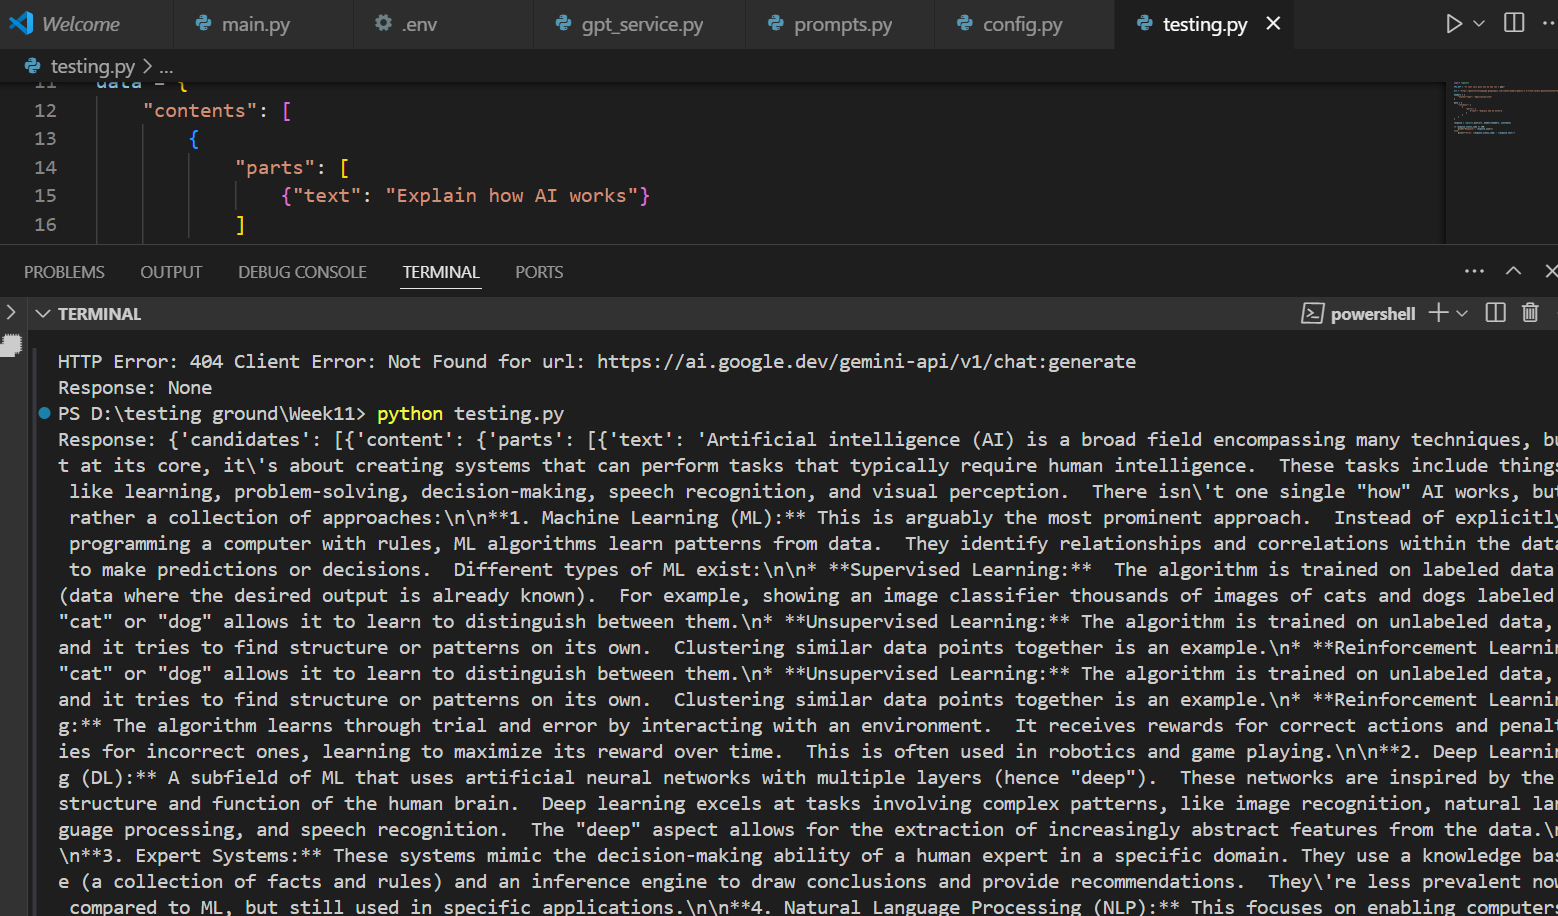 Welcome main.py .env gpt_service.py prompts.py config.py testing.py
testing.py > ...
11 data = {
12 "contents": [
13 {
14 "parts": [
15 {"text": "Explain how AI works"}
16 ]
PROBLEMS OUTPUT DEBUG CONSOLE TERMINAL PORTS
TERMINAL powershell
HTTP Error: 404 Client Error: Not Found for url: https://ai.google.dev/gemini-api/v1/chat:generate
Response: None
PS D:\testing ground\Week11> python testing.py
Response: {'candidates': [{'content': {'parts': [{'text': 'Artificial intelligence (AI) is a broad field encompassing many techniques, bu
t at its core, it\'s about creating systems that can perform tasks that typically require human intelligence.  These tasks include things
like learning, problem-solving, decision-making, speech recognition, and visual perception.  There isn\'t one single "how" AI works, but
rather a collection of approaches:\n\n**1. Machine Learning (ML):** This is arguably the most prominent approach.  Instead of explicitly
programming a computer with rules, ML algorithms learn patterns from data.  They identify relationships and correlations within the data
to make predictions or decisions.  Different types of ML exist:\n\n* **Supervised Learning:**  The algorithm is trained on labeled data
(data where the desired output is already known).  For example, showing an image classifier thousands of images of cats and dogs labeled
"cat" or "dog" allows it to learn to distinguish between them.\n* **Unsupervised Learning:** The algorithm is trained on unlabeled data,
and it tries to find structure or patterns on its own.  Clustering similar data points together is an example.\n* **Reinforcement Learnin
"cat" or "dog" allows it to learn to distinguish between them.\n* **Unsupervised Learning:** The algorithm is trained on unlabeled data,
and it tries to find structure or patterns on its own.  Clustering similar data points together is an example.\n* **Reinforcement Learnin
g:** The algorithm learns through trial and error by interacting with an environment.  It receives rewards for correct actions and penalt
ies for incorrect ones, learning to maximize its reward over time.  This is often used in robotics and game playing.\n\n**2. Deep Learnin
g (DL):** A subfield of ML that uses artificial neural networks with multiple layers (hence "deep").  These networks are inspired by the
structure and function of the human brain.  Deep learning excels at tasks involving complex patterns, like image recognition, natural lan
guage processing, and speech recognition.  The "deep" aspect allows for the extraction of increasingly abstract features from the data.\
\n**3. Expert Systems:** These systems mimic the decision-making ability of a human expert in a specific domain. They use a knowledge bas
e (a collection of facts and rules) and an inference engine to draw conclusions and provide recommendations.  They\'re less prevalent now
compared to ML, but still used in specific applications.\n\n**4. Natural Language Processing (NLP):** This focuses on enabling computers